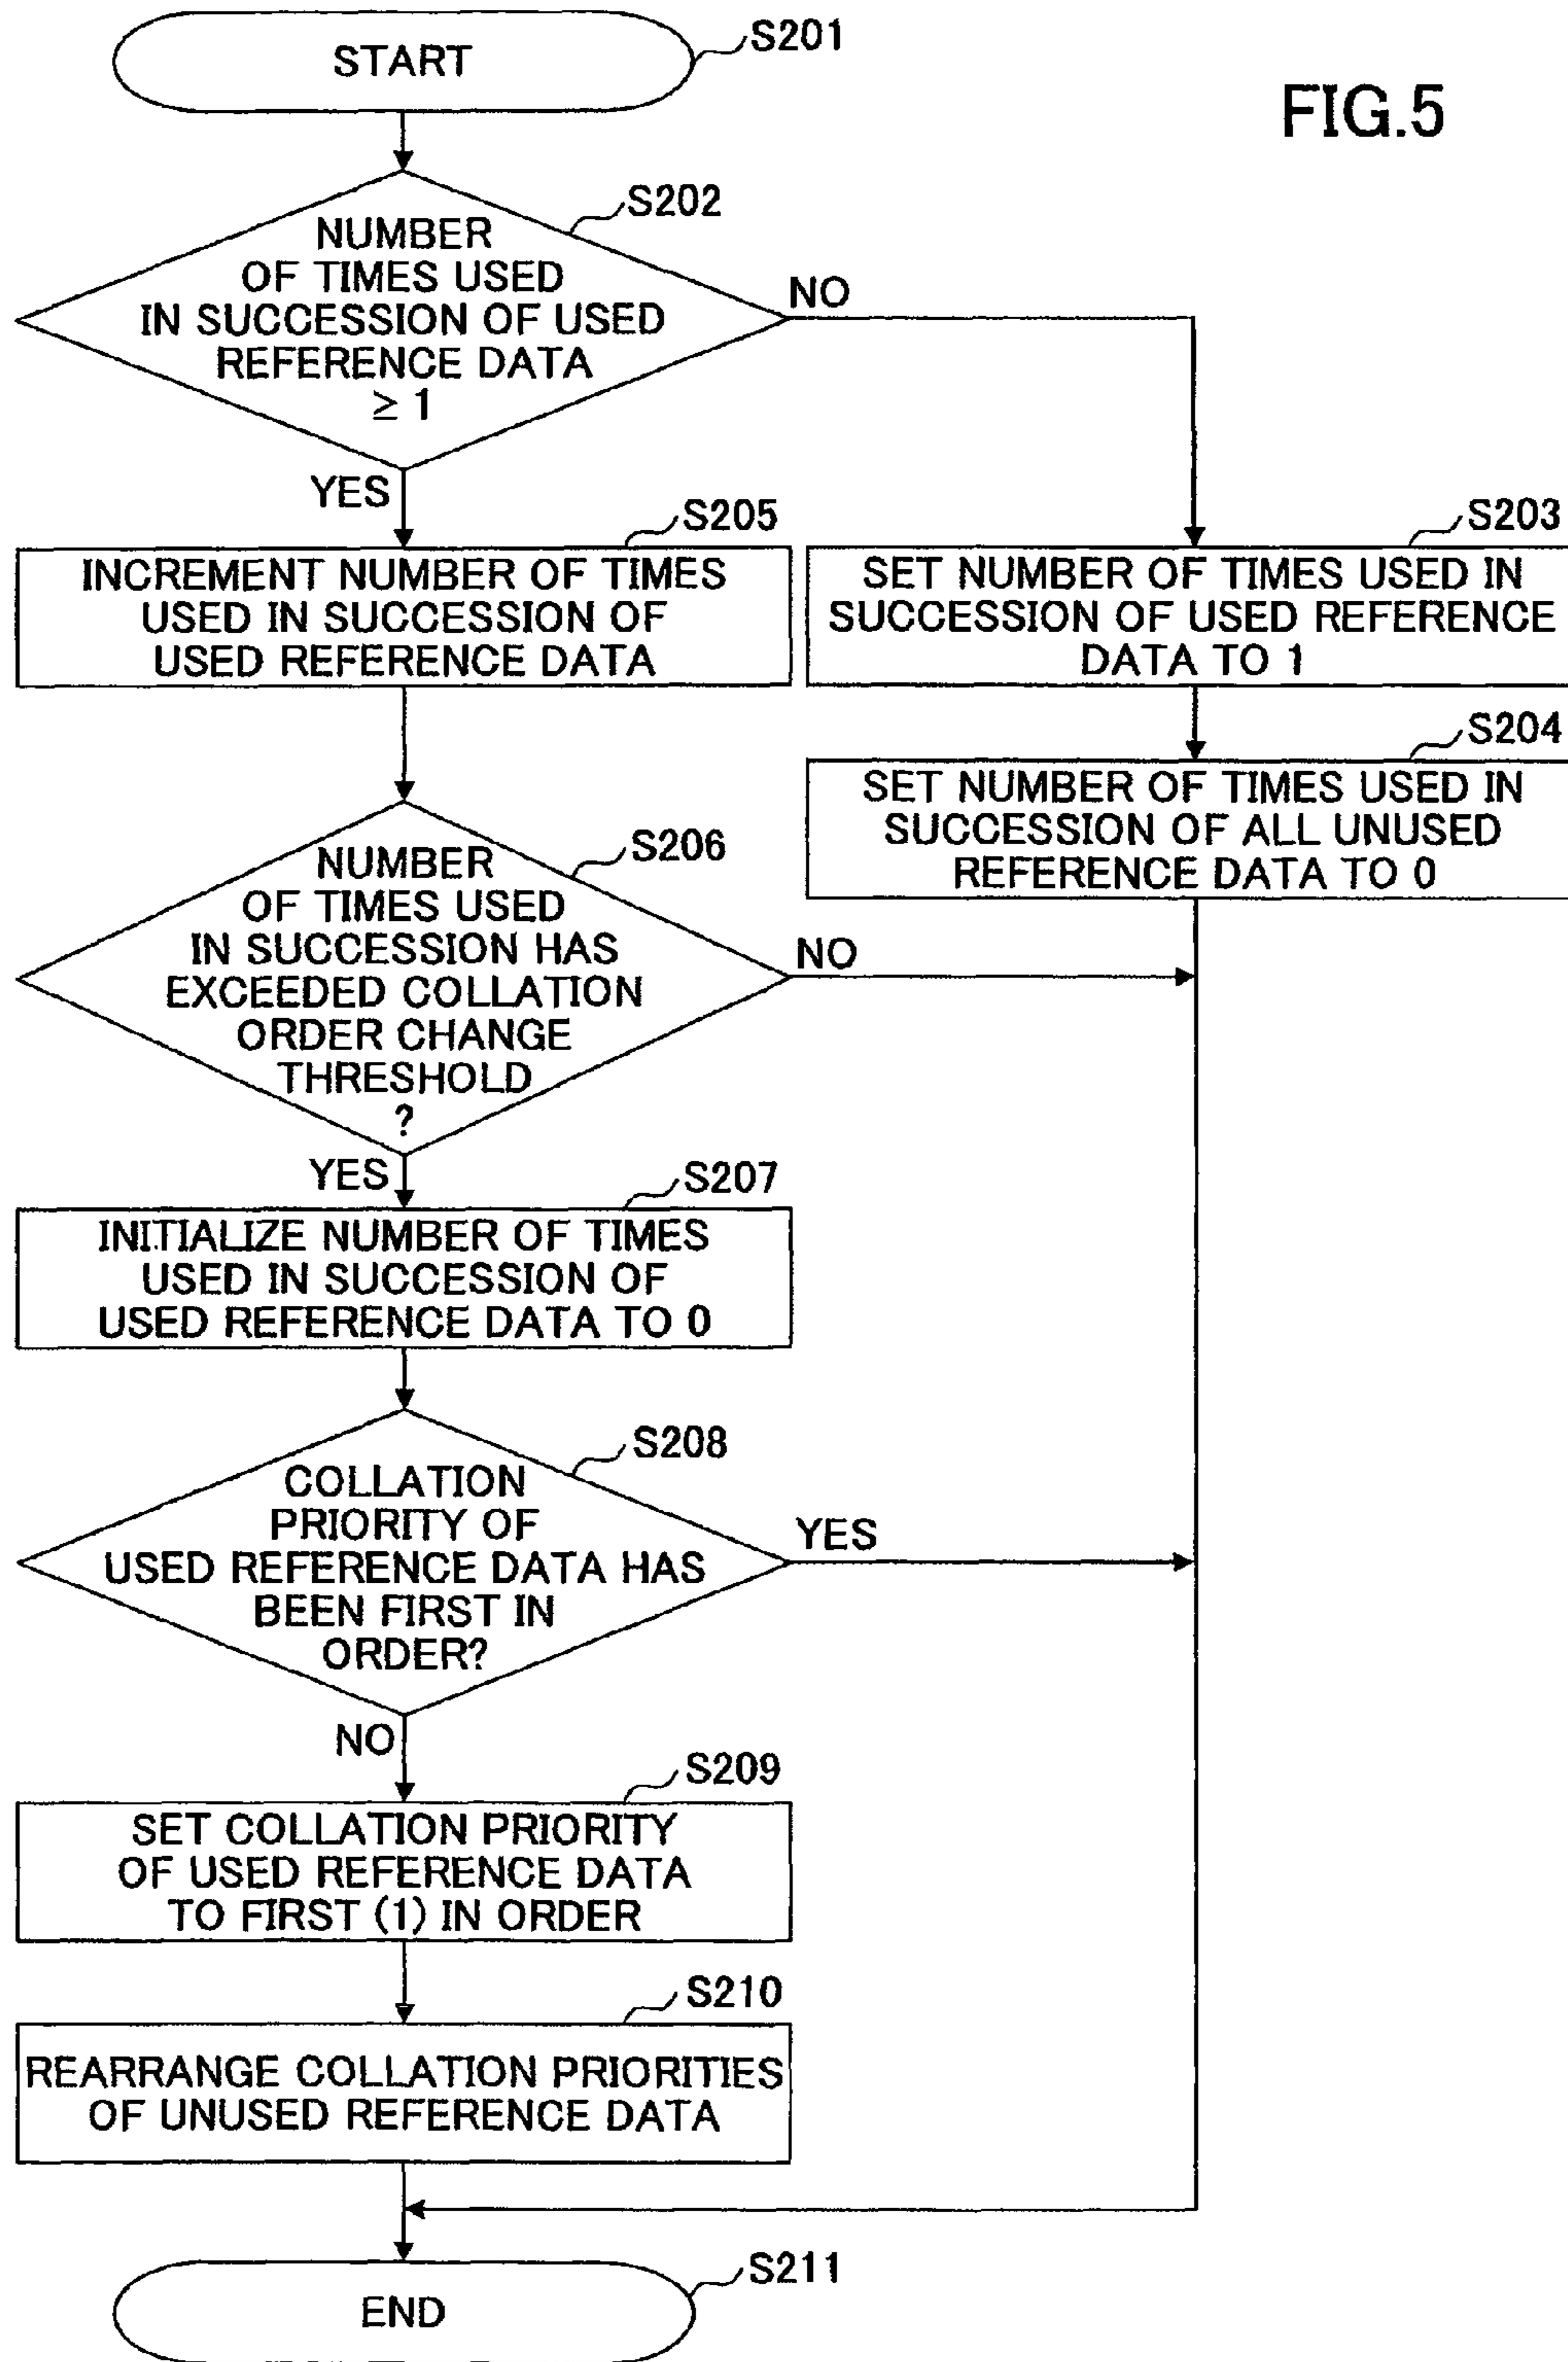 FIG.5
START
S201
S202
NUMBER
OF TIMES USED
IN SUCCESSION OF USED
REFERENCE DATA
≥ 1
NO
YES
S205
INCREMENT NUMBER OF TIMES
USED IN SUCCESSION OF
USED REFERENCE DATA
S203
SET NUMBER OF TIMES USED IN
SUCCESSION OF USED REFERENCE
DATA TO 1
S204
SET NUMBER OF TIMES USED IN
SUCCESSION OF ALL UNUSED
REFERENCE DATA TO 0
S206
NUMBER
OF TIMES USED
IN SUCCESSION HAS
EXCEEDED COLLATION
ORDER CHANGE
THRESHOLD
?
NO
YES
S207
INITIALIZE NUMBER OF TIMES
USED IN SUCCESSION OF
USED REFERENCE DATA TO 0
S208
COLLATION
PRIORITY OF
USED REFERENCE DATA HAS
BEEN FIRST IN
ORDER?
YES
NO
S209
SET COLLATION PRIORITY
OF USED REFERENCE DATA
TO FIRST (1) IN ORDER
S210
REARRANGE COLLATION PRIORITIES
OF UNUSED REFERENCE DATA
S211
END